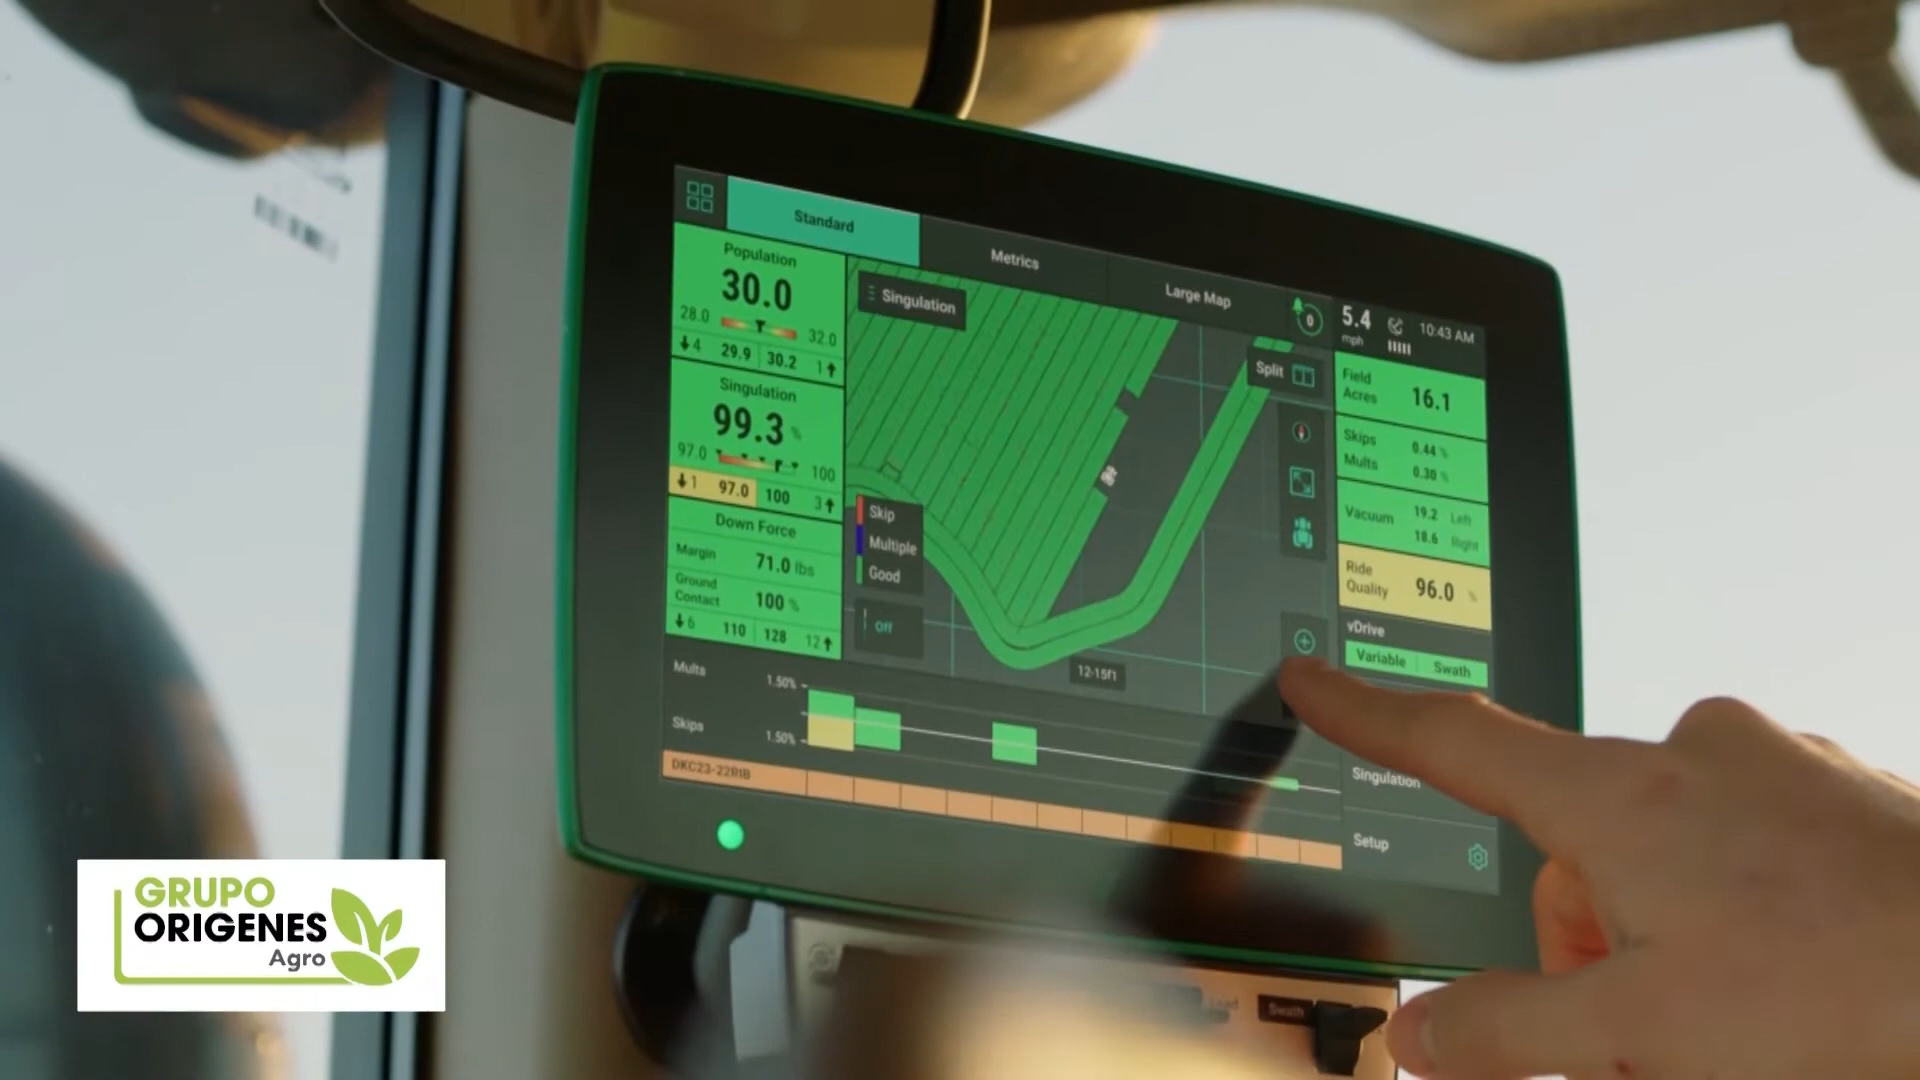 Standard
Metrics
Large Map
0
5.4
mph
10:43 AM
Population
30.0
28.0
32.0
4
29.9
30.2
1
Singulation
99.3 %
97.0
100
1
97.0
100
3
Down Force
Margin
71.0 lbs
Ground
Contact
100 %
6
110
128
12
Singulation
Split
Skip
Multiple
Good
Off
12-15f1
Field
Acres
16.1
Skips
0.44 %
Mults
0.30 %
Vacuum
19.2 Left
18.6 Right
Ride
Quality
96.0 %
vDrive
Variable
Swath
Singulation
Setup
Mults
1.50%
Skips
1.50%
DKC23-22RIB
Swath
GRUPO
ORIGENES
Agro